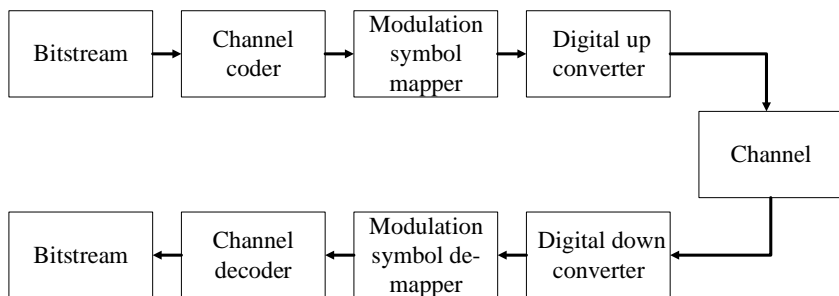 Bitstream
Channel
coder
Modulation
symbol
mapper
Digital up
converter
Channel
Bitstream
Channel
decoder
Modulation
symbol de-
mapper
Digital down
converter